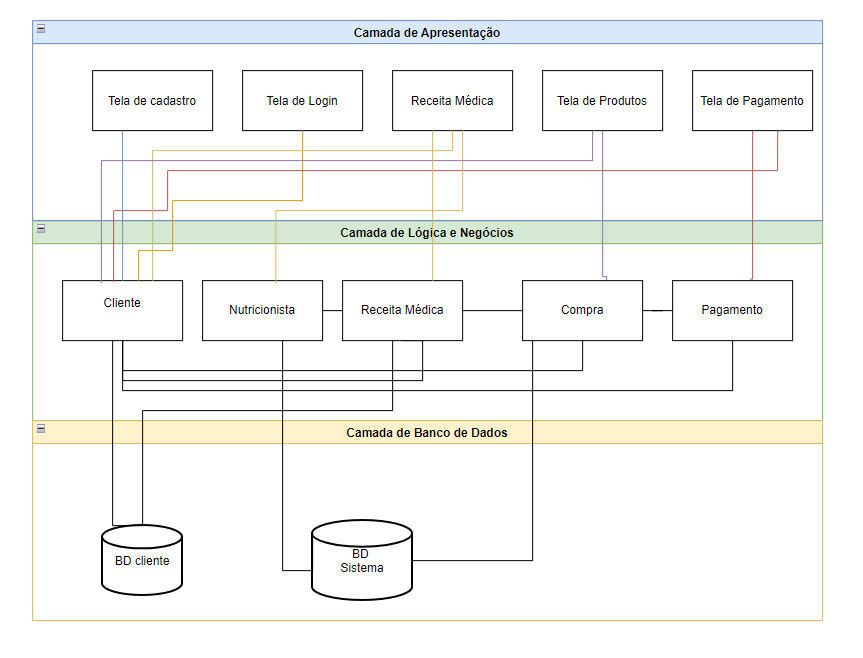 Camada de Apresentação
Tela de cadastro
Tela de Login
Receita Médica
Tela de Produtos
Tela de Pagamento
Camada de Lógica e Negócios
Cliente
Nutricionista
Receita Médica
Compra
Pagamento
Camada de Banco de Dados
BD cliente
BD
Sistema